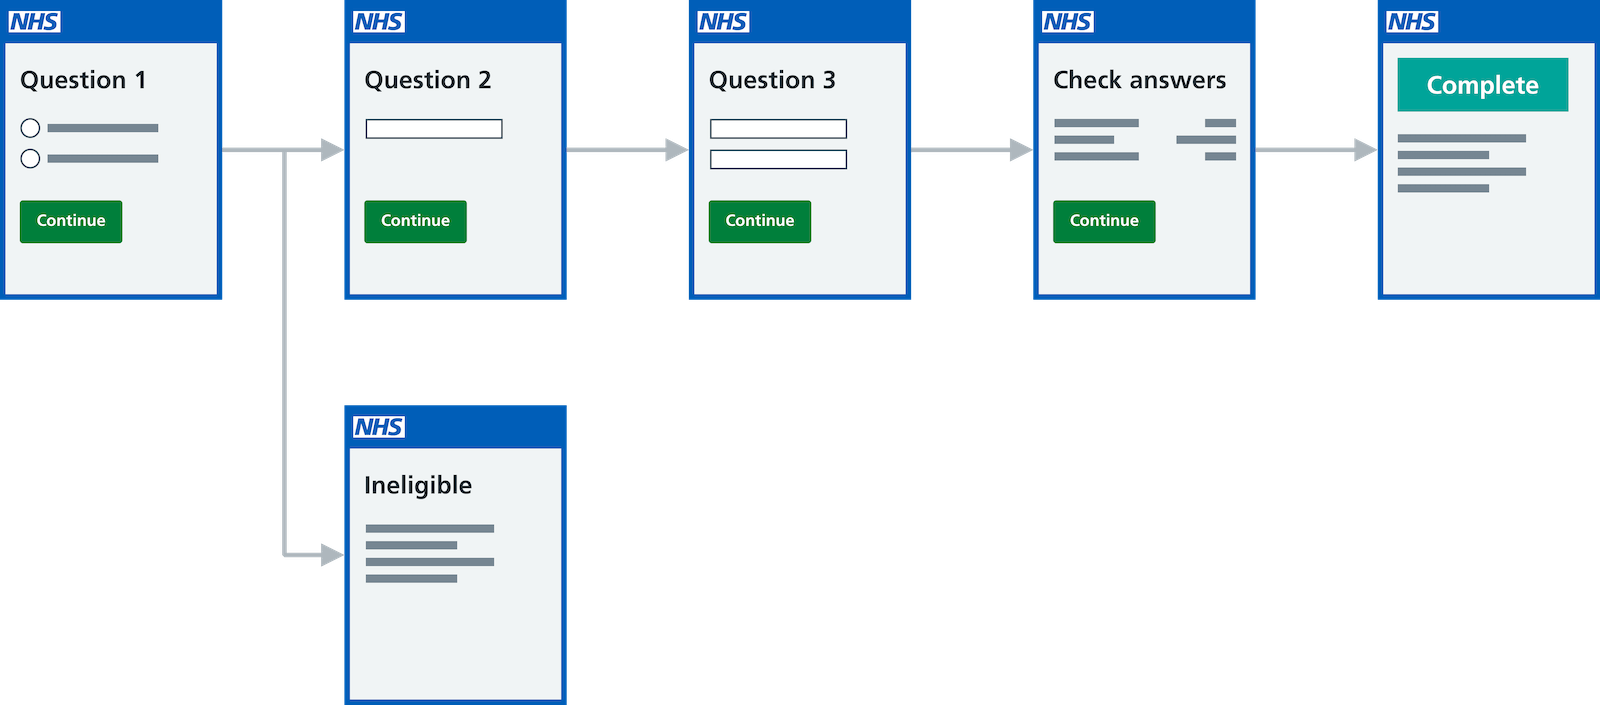 NHS
Question 1
Continue
NHS
Question 2
Continue
NHS
Question 3
Continue
NHS
Check answers
Continue
NHS
Complete
NHS
Ineligible